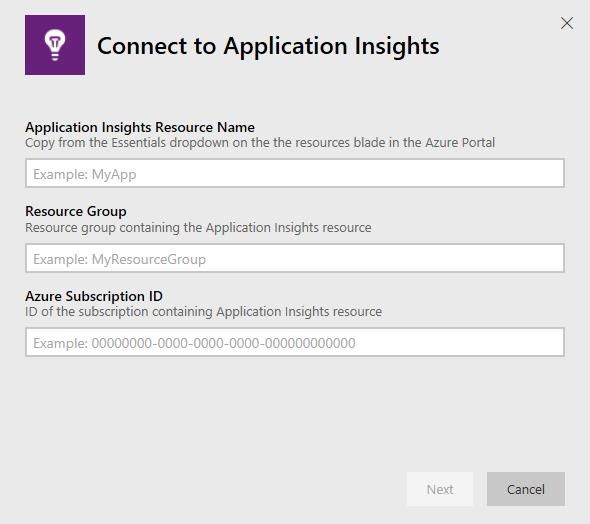 Connect to Application Insights
Application Insights Resource Name
Copy from the Essentials dropdown on the the resources blade in the Azure Portal
Example: MyApp
Resource Group
Resource group containing the Application Insights resource
Example: MyResourceGroup
Azure Subscription ID
ID of the subscription containing Application Insights resource
Example: 00000000-0000-0000-0000-000000000000
Next
Cancel